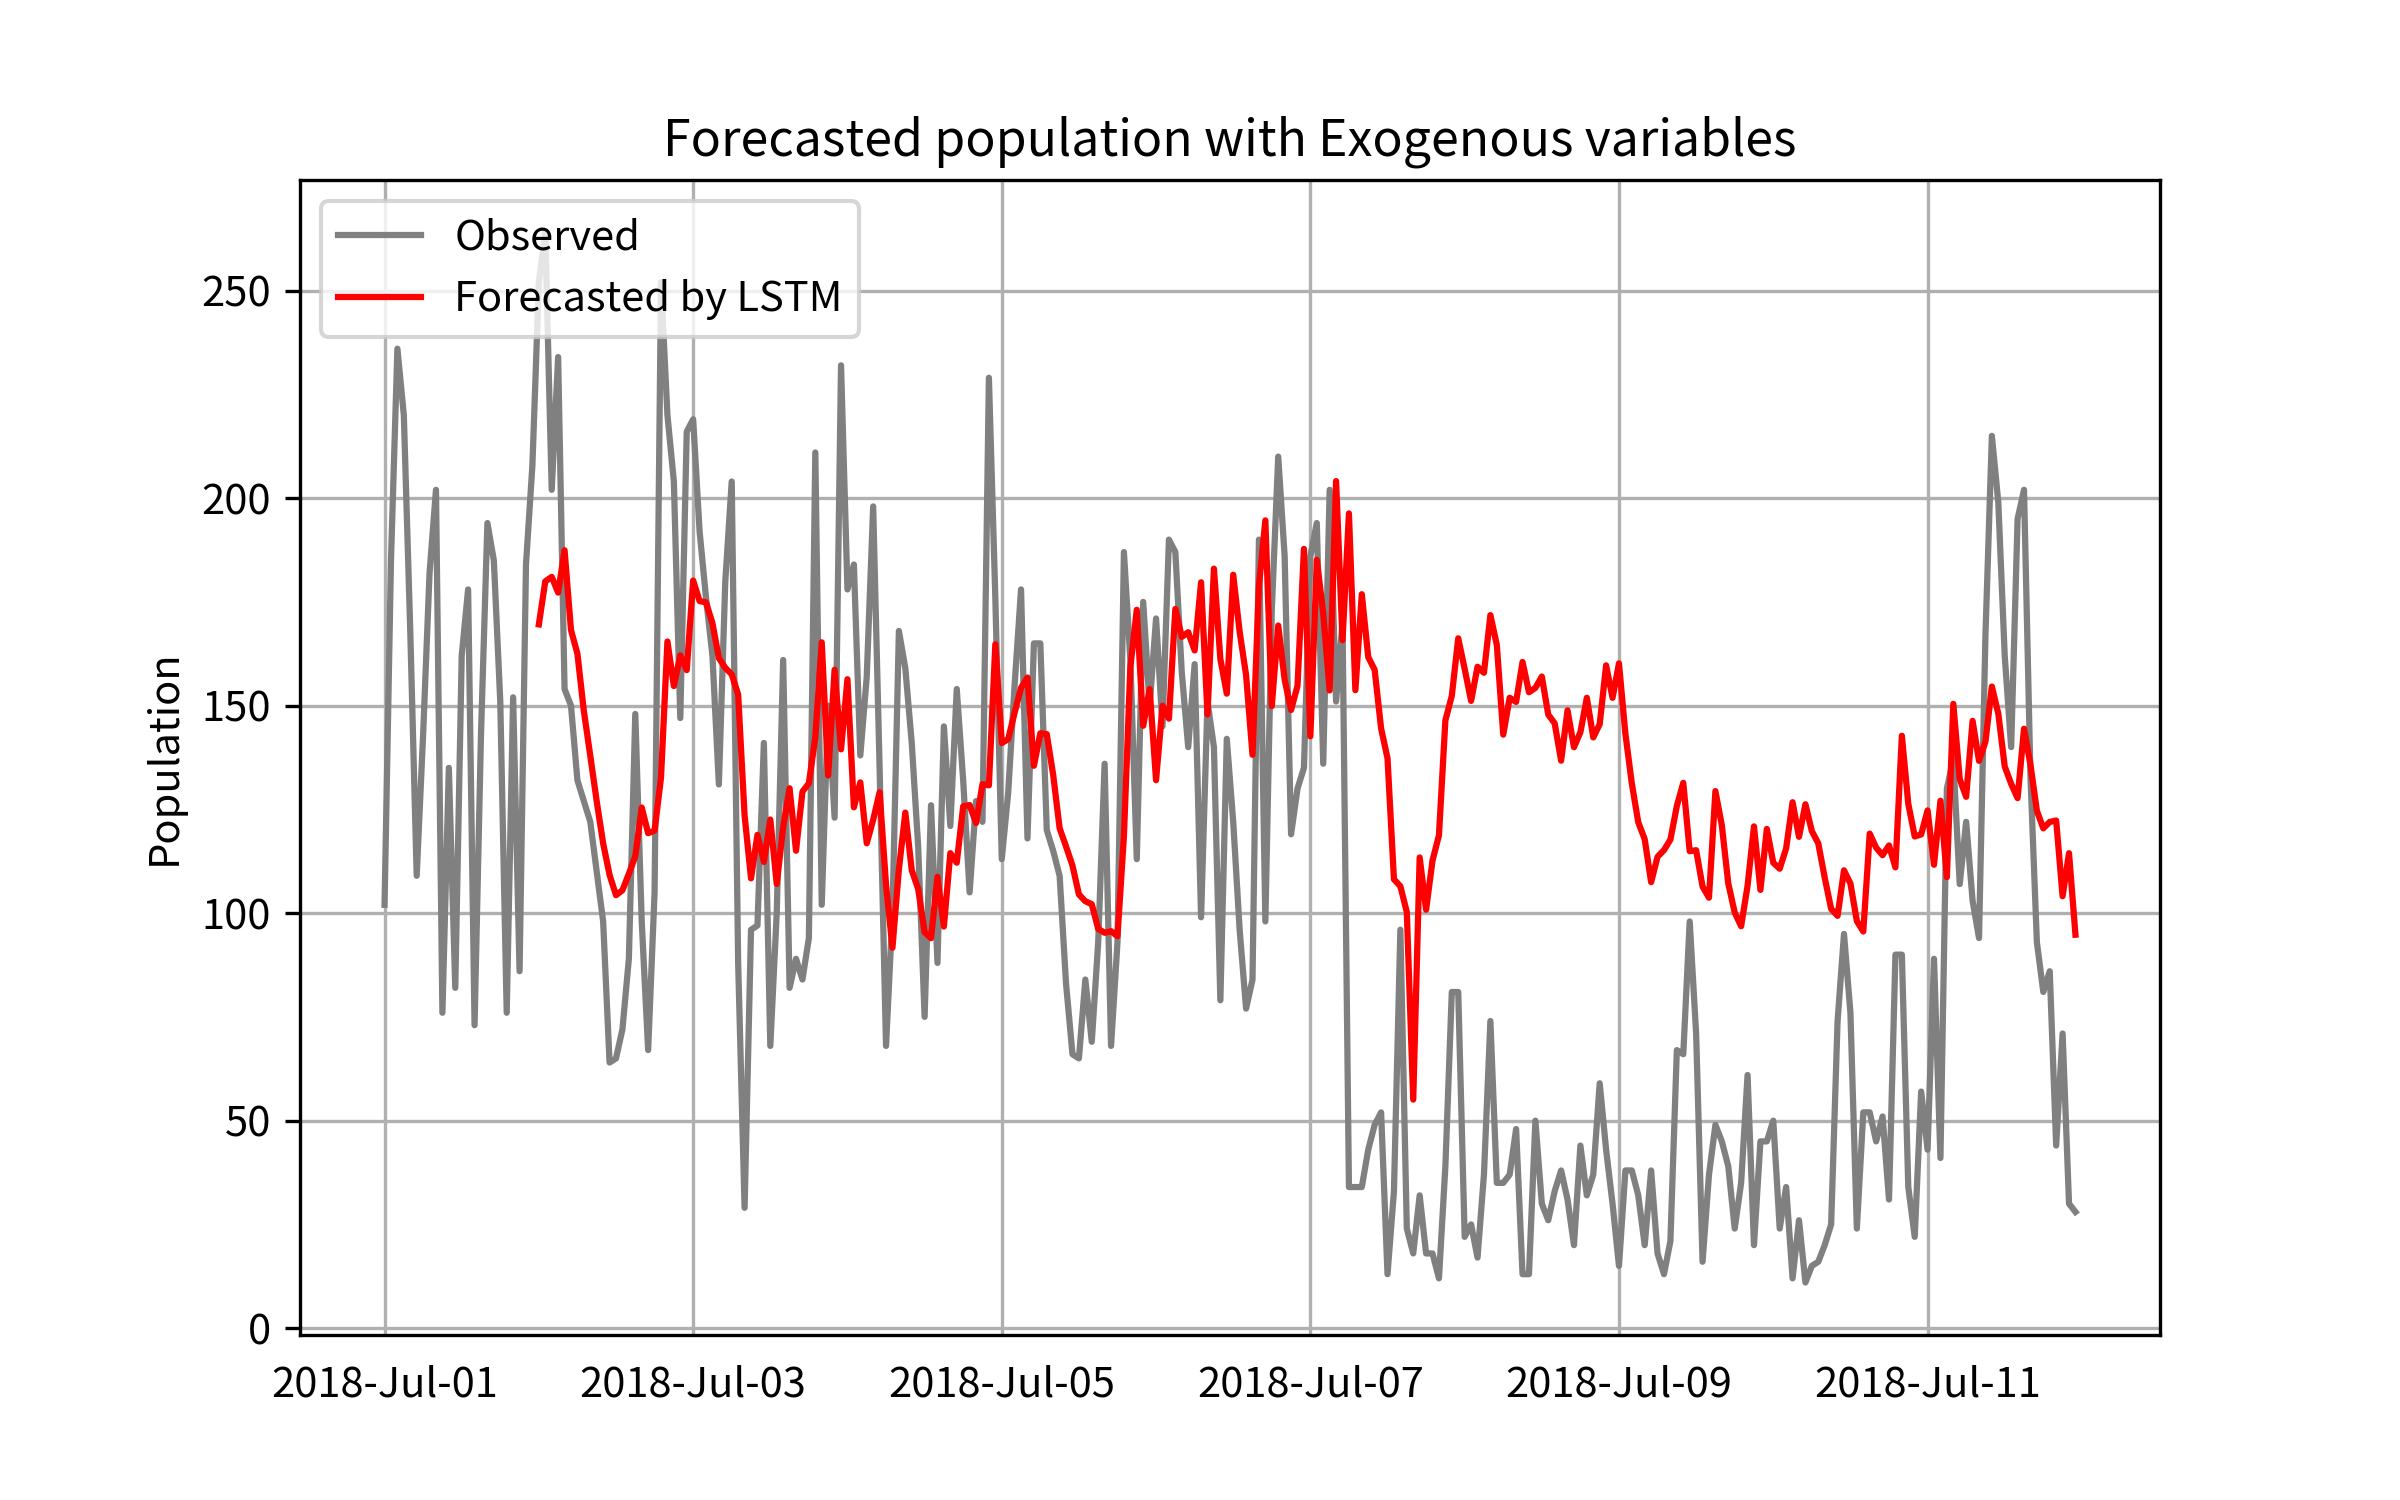 Forecasted population with Exogenous variables
Observed
Forecasted by LSTM
Population
250
200
150
100
50
0
2018-Jul-01 2018-Jul-03 2018-Jul-05 2018-Jul-07 2018-Jul-09 2018-Jul-11